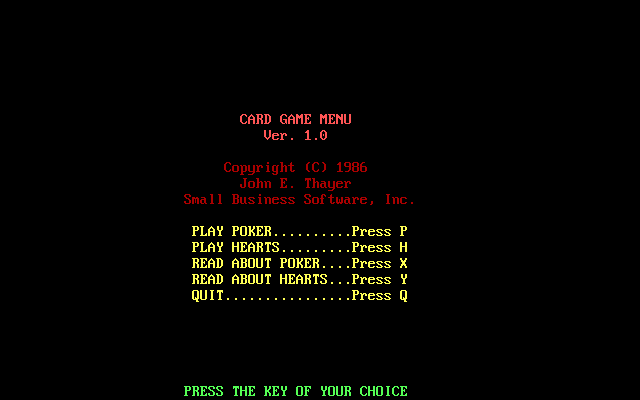 CARD GAME MENU
Ver. 1.0
Copyright (C) 1986
John E. Thayer
Small Business Software, Inc.
PLAY POKER..........Press P
PLAY HEARTS.........Press H
READ ABOUT POKER....Press X
READ ABOUT HEARTS...Press Y
QUIT................Press Q
PRESS THE KEY OF YOUR CHOICE